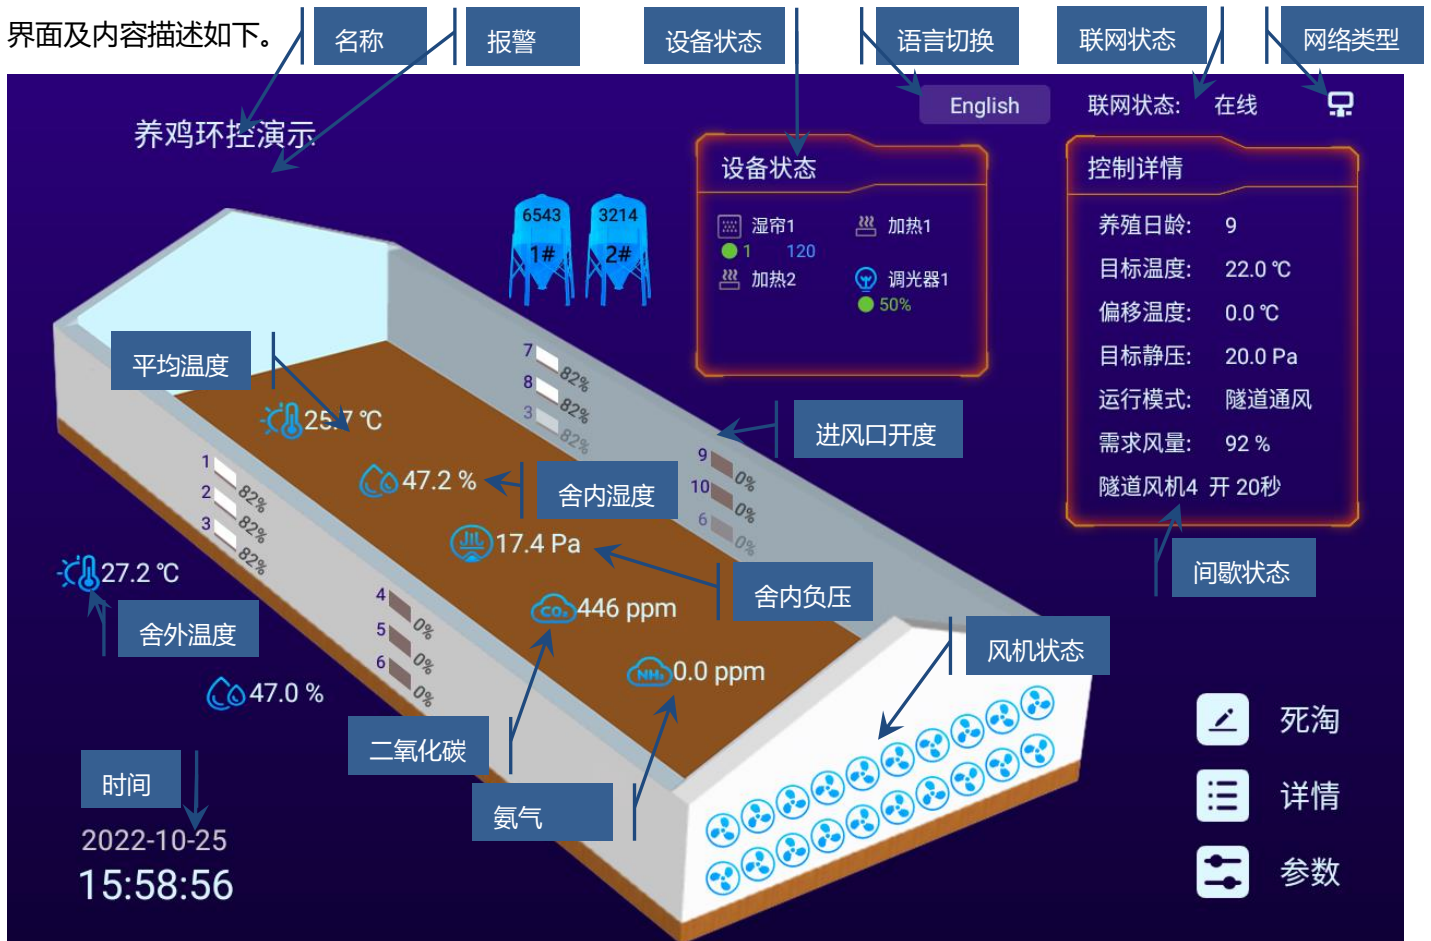 界面及内容描述如下。
名称
报警
设备状态
语言切换
联网状态
网络类型
养鸡环控演示
English
联网状态: 在线
设备状态
湿帘1
1 120
加热1
加热2
调光器1
50%
控制详情
养殖日龄: 9
目标温度: 22.0 ℃
偏移温度: 0.0 ℃
目标静压: 20.0 Pa
运行模式: 隧道通风
需求风量: 92 %
隧道风机4 开 20秒
间歇状态
6543
1#
3214
2#
平均温度
25.7 ℃
47.2 %
舍内湿度
17.4 Pa
舍内负压
446 ppm
CO₂
0.0 ppm
NH₃
二氧化碳
氨气
进风口开度
风机状态
7 82%
8 82%
3 82%
9 0%
10 0%
6 0%
1 82%
2 82%
3 82%
4 0%
5 0%
6 0%
27.2 ℃
舍外温度
47.0 %
时间
2022-10-25
15:58:56
死淘
详情
参数